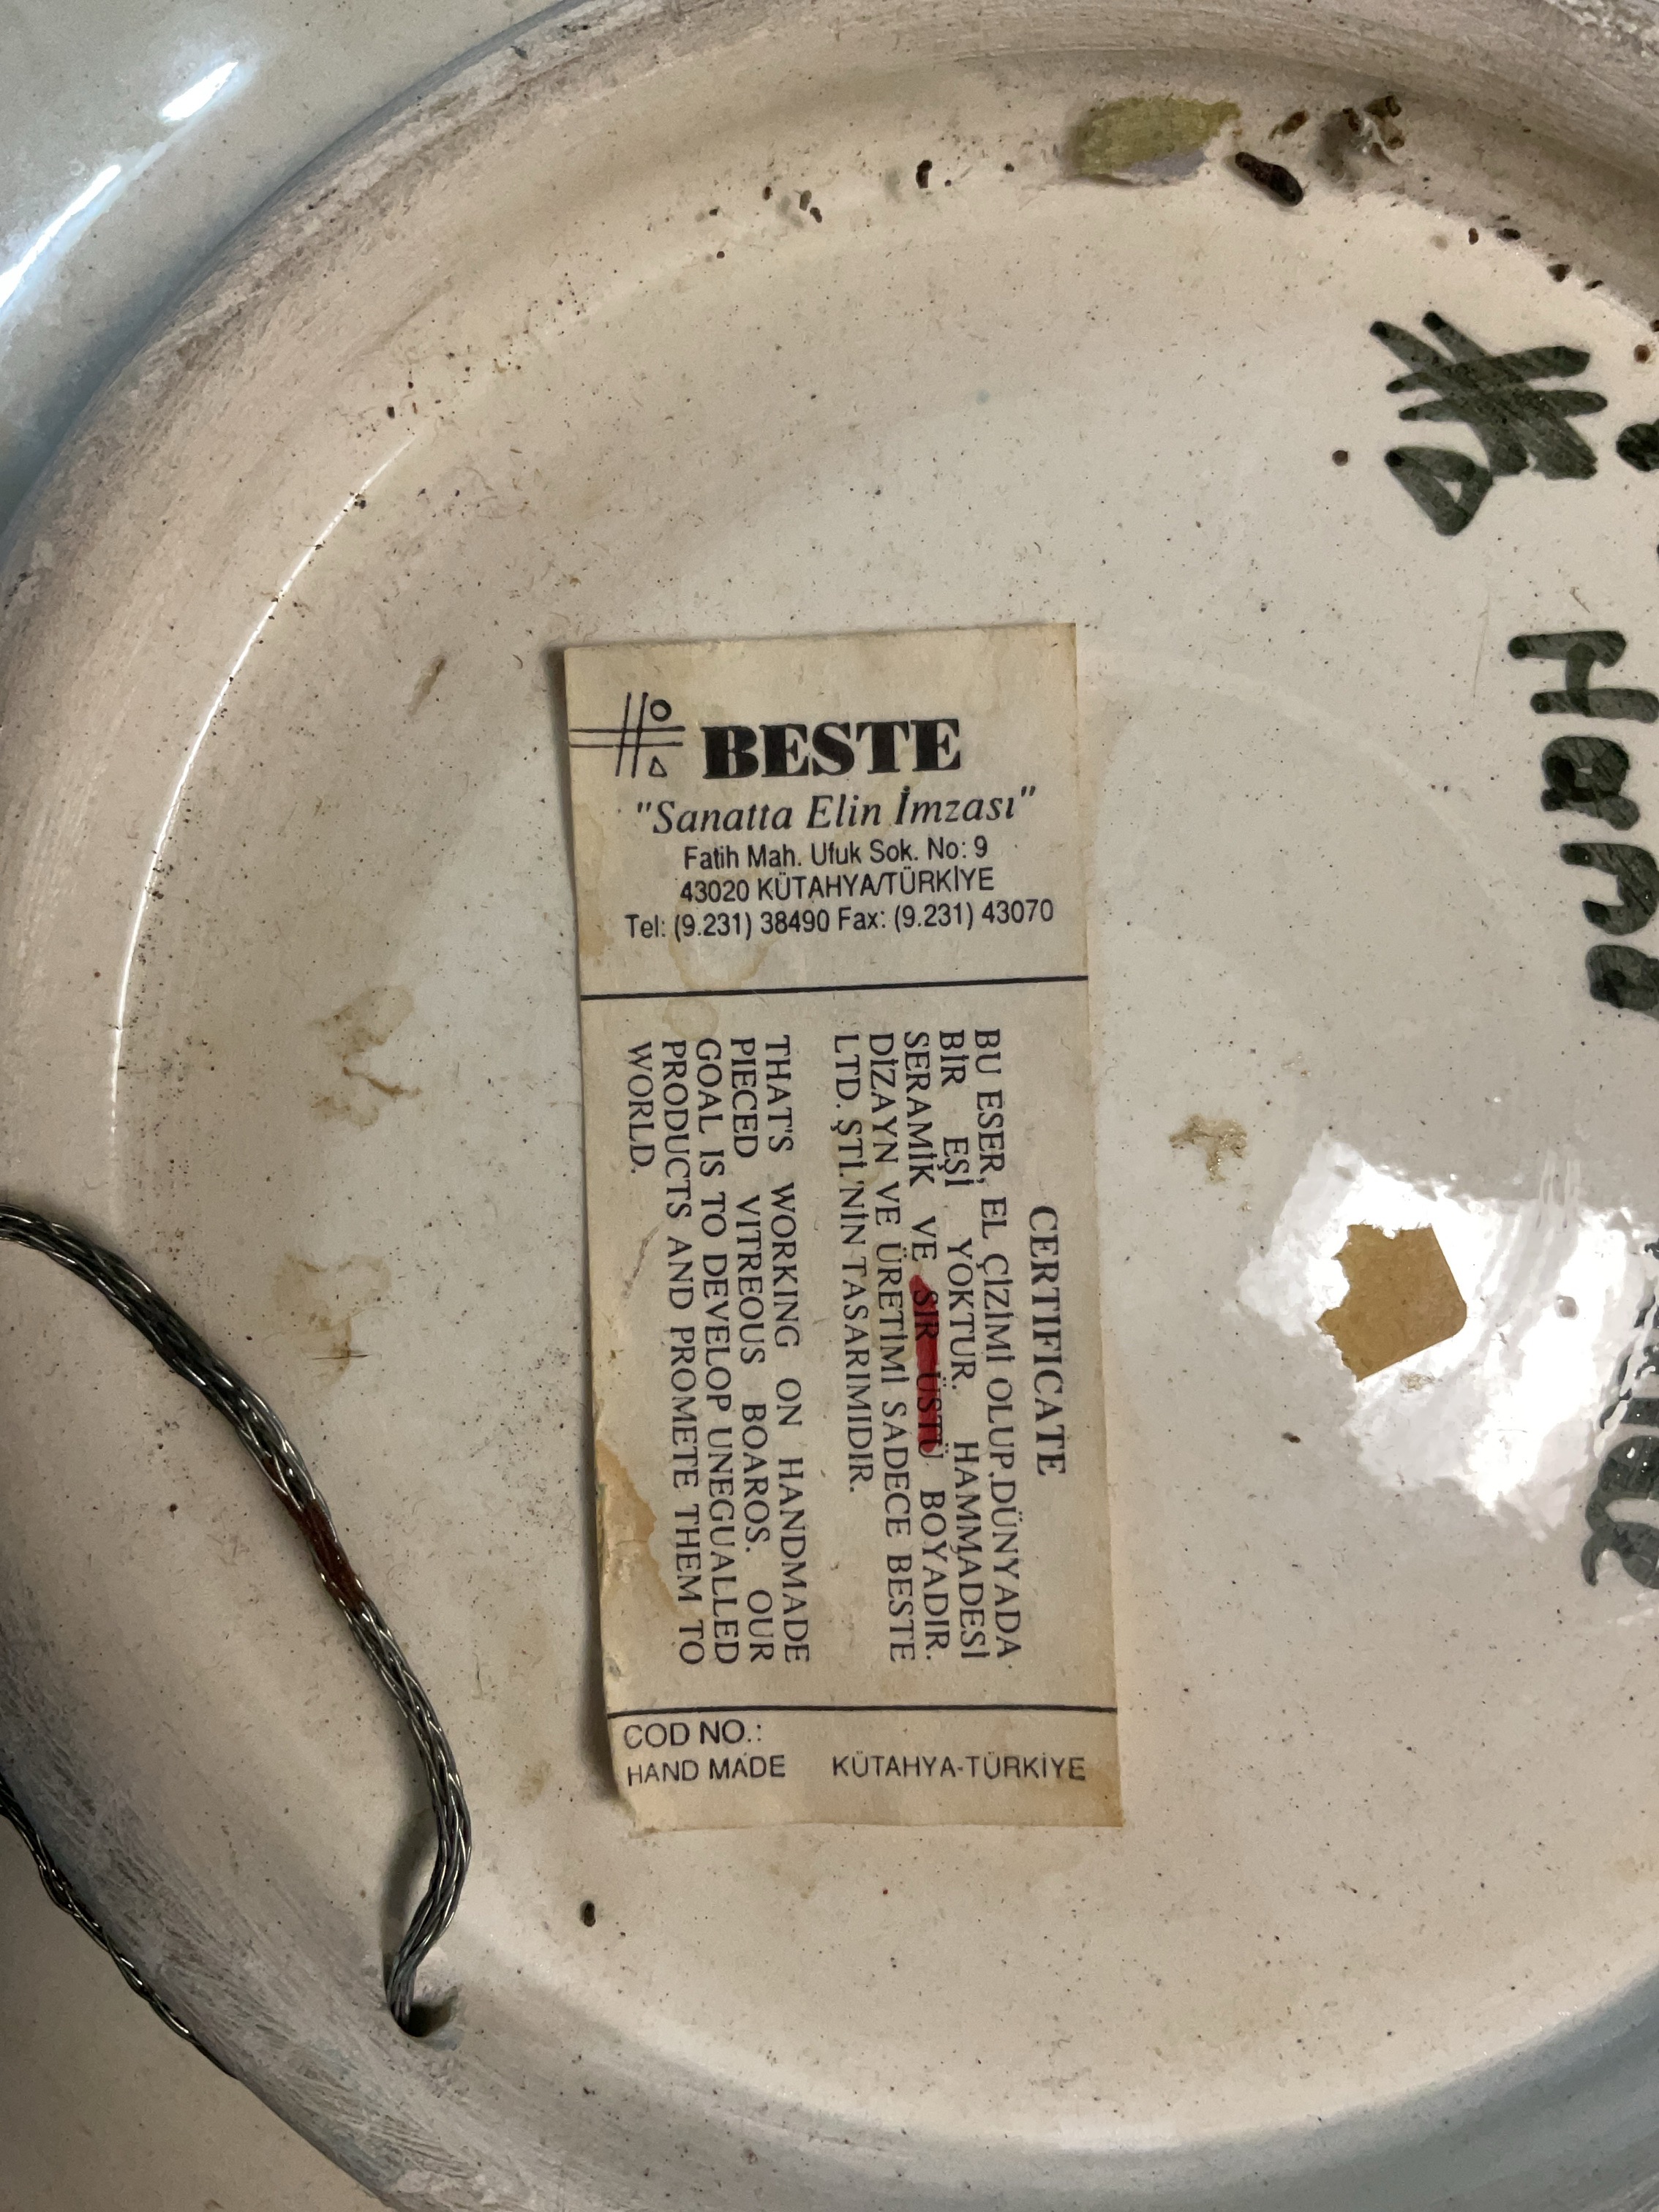 BESTE
"Sanatta Elin İmzası"
Fatih Mah. Ufuk Sok. No: 9
43020 KÜTAHYA/TÜRKİYE
Tel: (9.231) 38490 Fax: (9.231) 43070
CERTIFICATE
BU ESER, EL ÇİZİMİ OLUP,DÜNYADA
BİR EŞİ YOKTUR. HAMMADESİ
SERAMİK VE SIR ÜSTÜ BOYADIR.
DİZAYN VE ÜRETİMİ SADECE BESTE
LTD. ŞTİ.'NİN TASARIMIDIR.
THAT'S WORKING ON HANDMADE
PIECED VITREOUS BOAROS. OUR
GOAL IS TO DEVELOP UNEGUALLED
PRODUCTS AND PROMETE THEM TO
WORLD.
COD NO.:
HAND MADE KÜTAHYA-TÜRKİYE